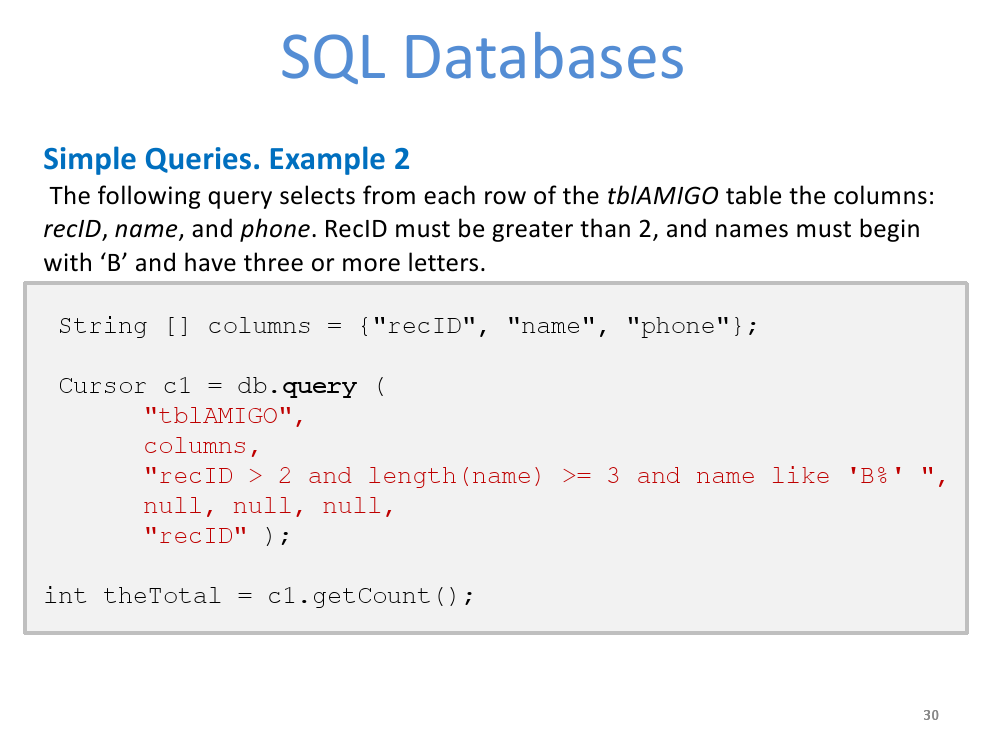 SQL Databases
Simple Queries. Example 2
The following query selects from each row of the tblAMIGO table the columns:
recID, name, and phone. RecID must be greater than 2, and names must begin
with ‘B’ and have three or more letters.
String [] columns = {"recID", "name", "phone"};
Cursor c1 = db.query (
"tblAMIGO",
columns,
"recID > 2 and length(name) >= 3 and name like 'B%' ",
null, null, null,
"recID" );
int theTotal = c1.getCount();
30